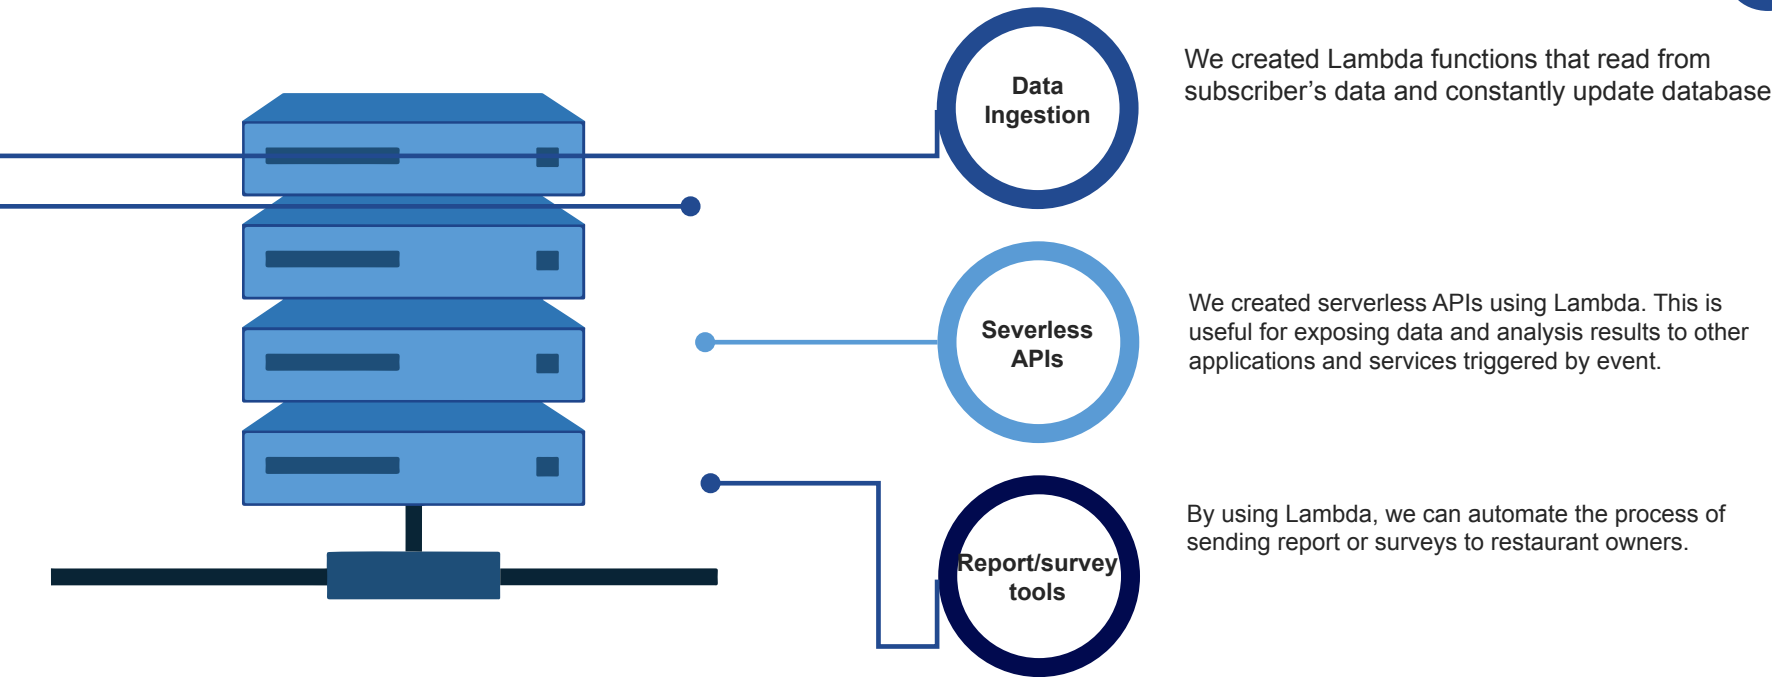 Data
Ingestion
We created Lambda functions that read from
subscriber’s data and constantly update database
Severless
APIs
We created serverless APIs using Lambda. This is
useful for exposing data and analysis results to other
applications and services triggered by event.
Report/survey
tools
By using Lambda, we can automate the process of
sending report or surveys to restaurant owners.